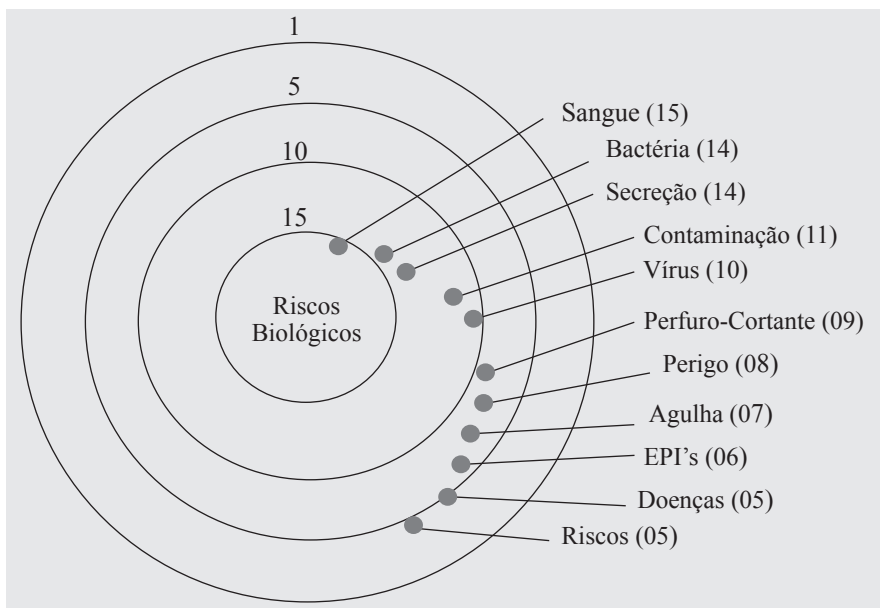 1
5
10
15
Riscos
Biológicos
Sangue (15)
Bactéria (14)
Secreção (14)
Contaminação (11)
Vírus (10)
Perfuro-Cortante (09)
Perigo (08)
Agulha (07)
EPI’s (06)
Doenças (05)
Riscos (05)